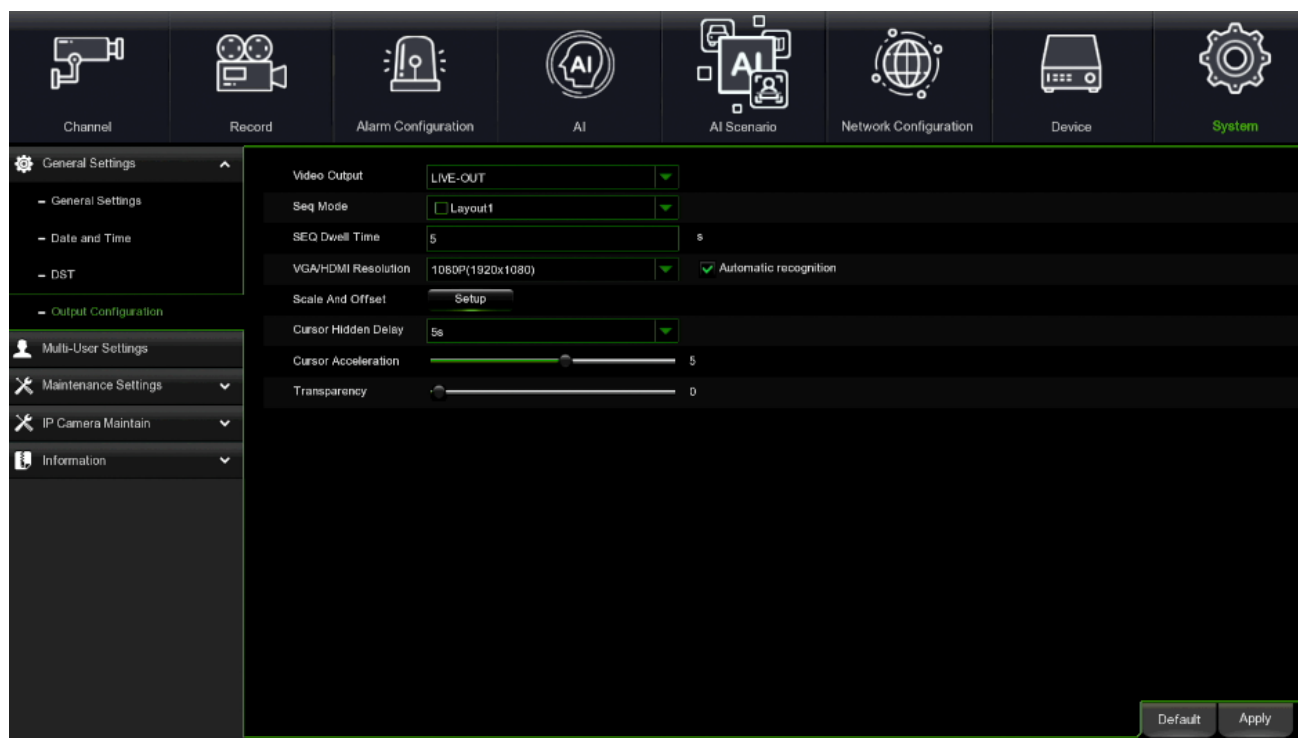 AI
AI
Channel
Record
Alarm Configuration
AI
AI Scenario
Network Configuration
Device
System
General Settings
General Settings
Date and Time
DST
Output Configuration
Multi-User Settings
Maintenance Settings
IP Camera Maintain
Information
Video Output LIVE-OUT
Seq Mode Layout1
SEQ Dwell Time 5 s
VGA/HDMI Resolution 1080P(1920x1080) Automatic recognition
Scale And Offset Setup
Cursor Hidden Delay 5s
Cursor Acceleration 5
Transparency 0
Default Apply